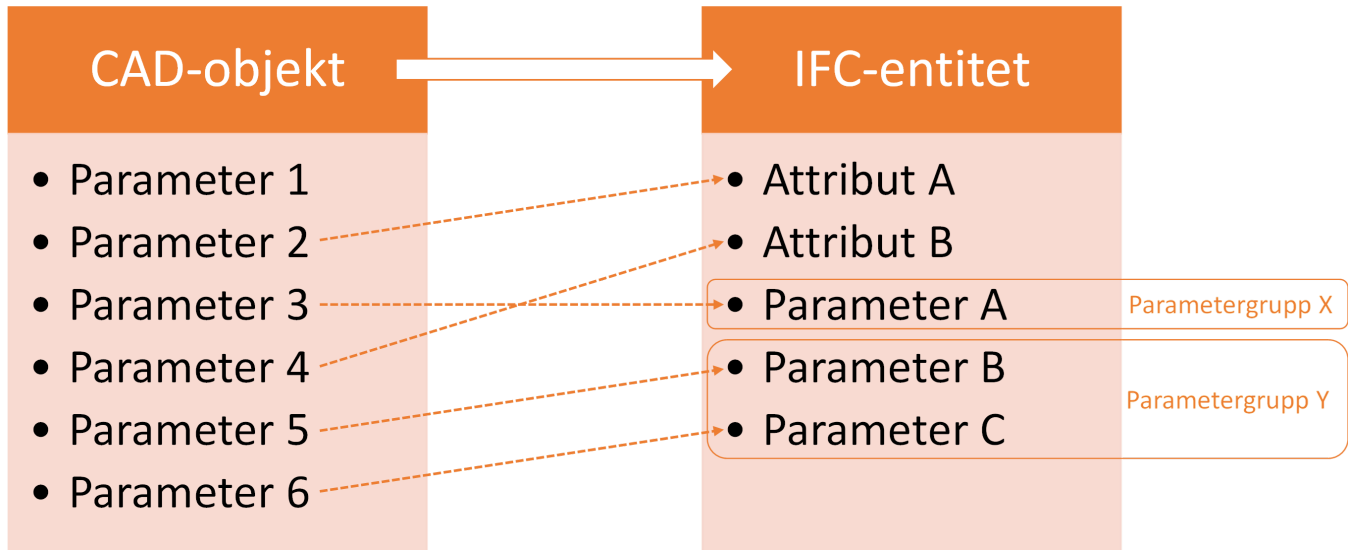 CAD-objekt
• Parameter 1
• Parameter 2
• Parameter 3
• Parameter 4
• Parameter 5
• Parameter 6
IFC-entitet
• Attribut A
• Attribut B
• Parameter A
Parametergrupp X
• Parameter B
• Parameter C
Parametergrupp Y